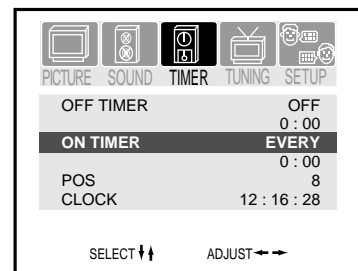 PICTURE SOUND TIMER TUNING SETUP
OFF TIMER OFF
0 : 00
ON TIMER EVERY
0 : 00
POS 8
CLOCK 12 : 16 : 28
SELECT ADJUST